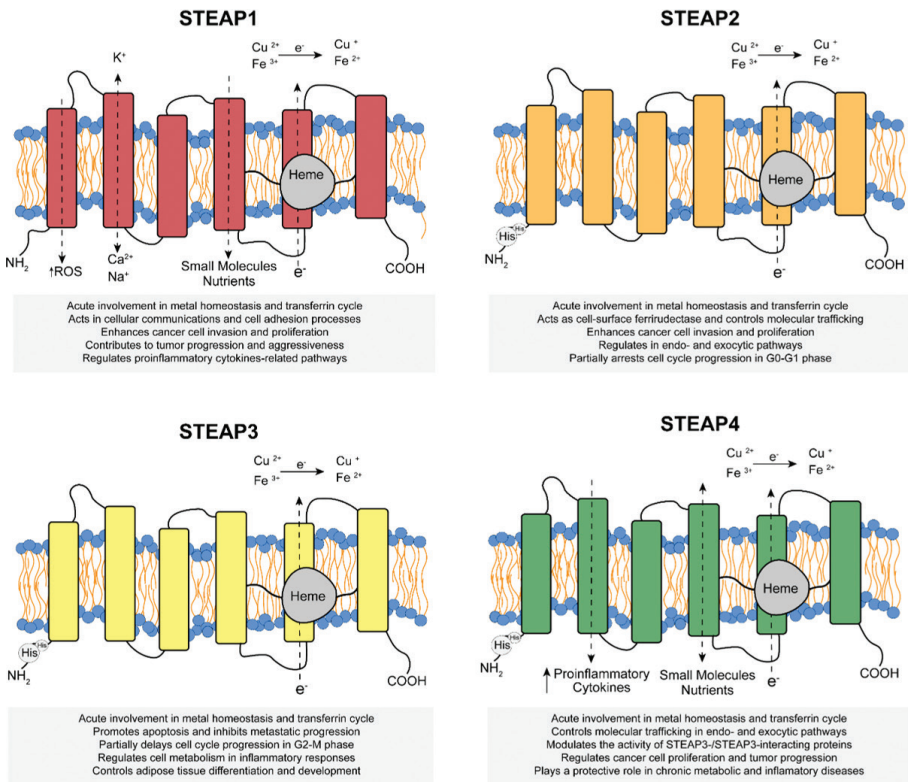 STEAP1
K+
Cu 2+ e- Cu +
Fe 3+ Fe 2+
Heme
NH2
↑ROS
Ca2+
Na+
Small Molecules
Nutrients
e-
COOH
Acute involvement in metal homeostasis and transferrin cycle
Acts in cellular communications and cell adhesion processes
Enhances cancer cell invasion and proliferation
Contributes to tumor progression and aggressiveness
Regulates proinflammatory cytokines-related pathways
STEAP2
Cu 2+ e- Cu +
Fe 3+ Fe 2+
Heme
His His
NH2
e-
COOH
Acute involvement in metal homeostasis and transferrin cycle
Acts as cell-surface ferrirudectase and controls molecular trafficking
Enhances cancer cell invasion and proliferation
Regulates in endo- and exocytic pathways
Partially arrests cell cycle progression in G0-G1 phase
STEAP3
Cu 2+ e- Cu +
Fe 3+ Fe 2+
Heme
His His
NH2
e-
COOH
Acute involvement in metal homeostasis and transferrin cycle
Promotes apoptosis and inhibits metastatic progression
Partially delays cell cycle progression in G2-M phase
Regulates cell metabolism in inflammatory responses
Controls adipose tissue differentiation and development
STEAP4
Cu 2+ e- Cu +
Fe 3+ Fe 2+
Heme
His His
NH2
↑ Proinflammatory
Cytokines
Small Molecules
Nutrients
e-
COOH
Acute involvement in metal homeostasis and transferrin cycle
Controls molecular trafficking in endo- and exocytic pathways
Modulates the activity of STEAP3-/STEAP3-interacting proteins
Regulates cancer cell proliferation and tumor progression
Plays a protective role in chronic metabolic and inflamatory diseases